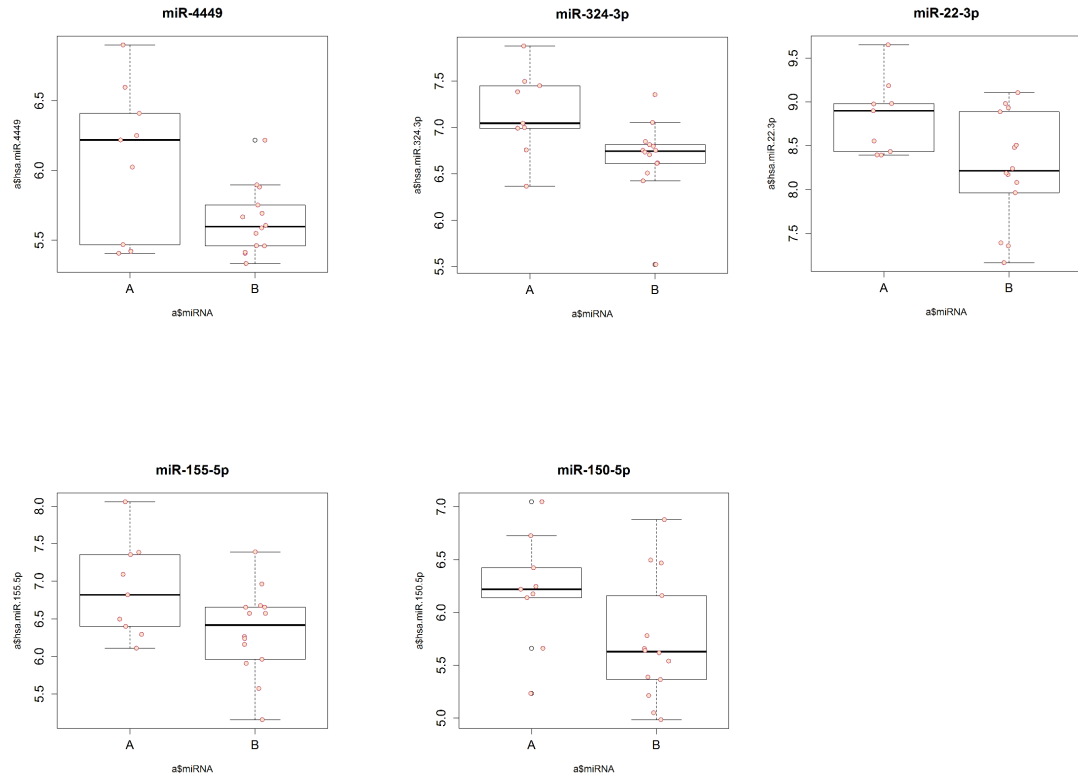 miR-4449
a$hsa.miR.4449
6.5
6.0
5.5
A
B
a$miRNA
miR-324-3p
a$hsa.miR.324.3p
7.5
7.0
6.5
6.0
5.5
A
B
a$miRNA
miR-22-3p
a$hsa.miR.22.3p
9.5
9.0
8.5
8.0
7.5
A
B
a$miRNA
miR-155-5p
a$hsa.miR.155.5p
8.0
7.5
7.0
6.5
6.0
5.5
A
B
a$miRNA
miR-150-5p
a$hsa.miR.150.5p
7.0
6.5
6.0
5.5
5.0
A
B
a$miRNA